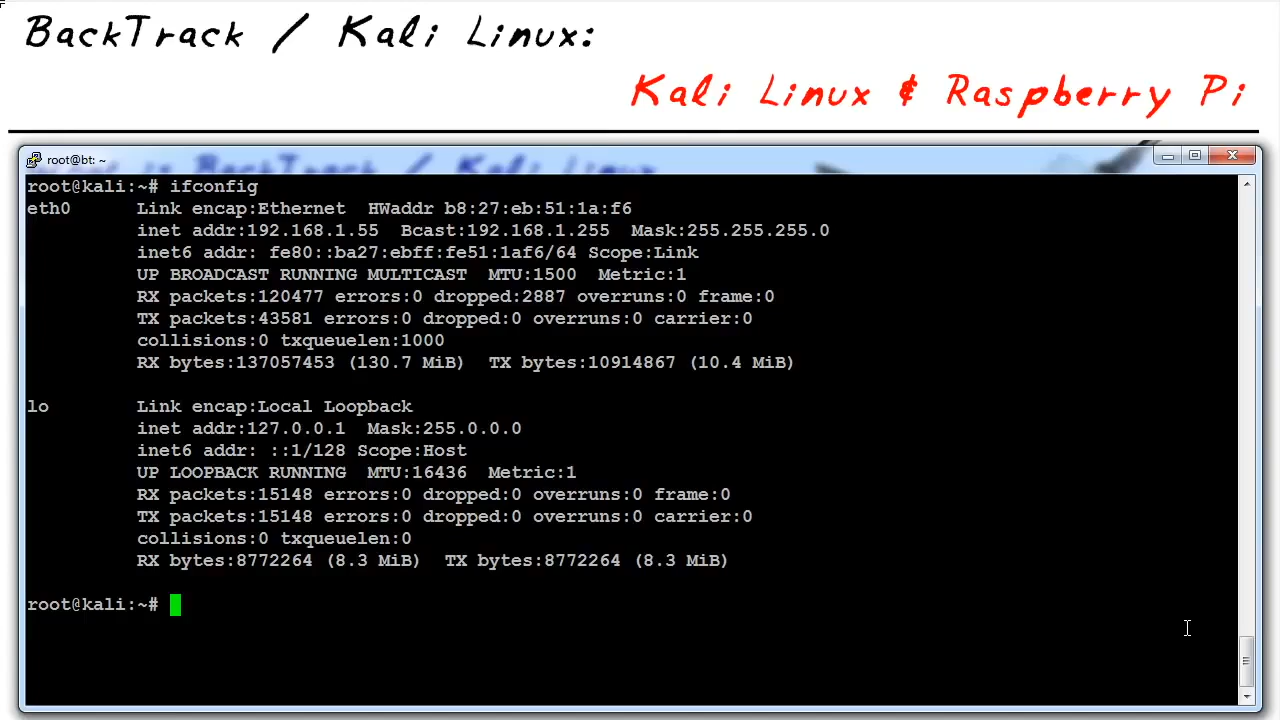 BackTrack / Kali Linux:
Kali Linux & Raspberry Pi
root@bt: ~
root@kali:~# ifconfig
eth0 Link encap:Ethernet HWaddr b8:27:eb:51:1a:f6
inet addr:192.168.1.55 Bcast:192.168.1.255 Mask:255.255.255.0
inet6 addr: fe80::ba27:ebff:fe51:1af6/64 Scope:Link
UP BROADCAST RUNNING MULTICAST MTU:1500 Metric:1
RX packets:120477 errors:0 dropped:2887 overruns:0 frame:0
TX packets:43581 errors:0 dropped:0 overruns:0 carrier:0
collisions:0 txqueuelen:1000
RX bytes:137057453 (130.7 MiB) TX bytes:10914867 (10.4 MiB)
lo Link encap:Local Loopback
inet addr:127.0.0.1 Mask:255.0.0.0
inet6 addr: ::1/128 Scope:Host
UP LOOPBACK RUNNING MTU:16436 Metric:1
RX packets:15148 errors:0 dropped:0 overruns:0 frame:0
TX packets:15148 errors:0 dropped:0 overruns:0 carrier:0
collisions:0 txqueuelen:0
RX bytes:8772264 (8.3 MiB) TX bytes:8772264 (8.3 MiB)
root@kali:~#